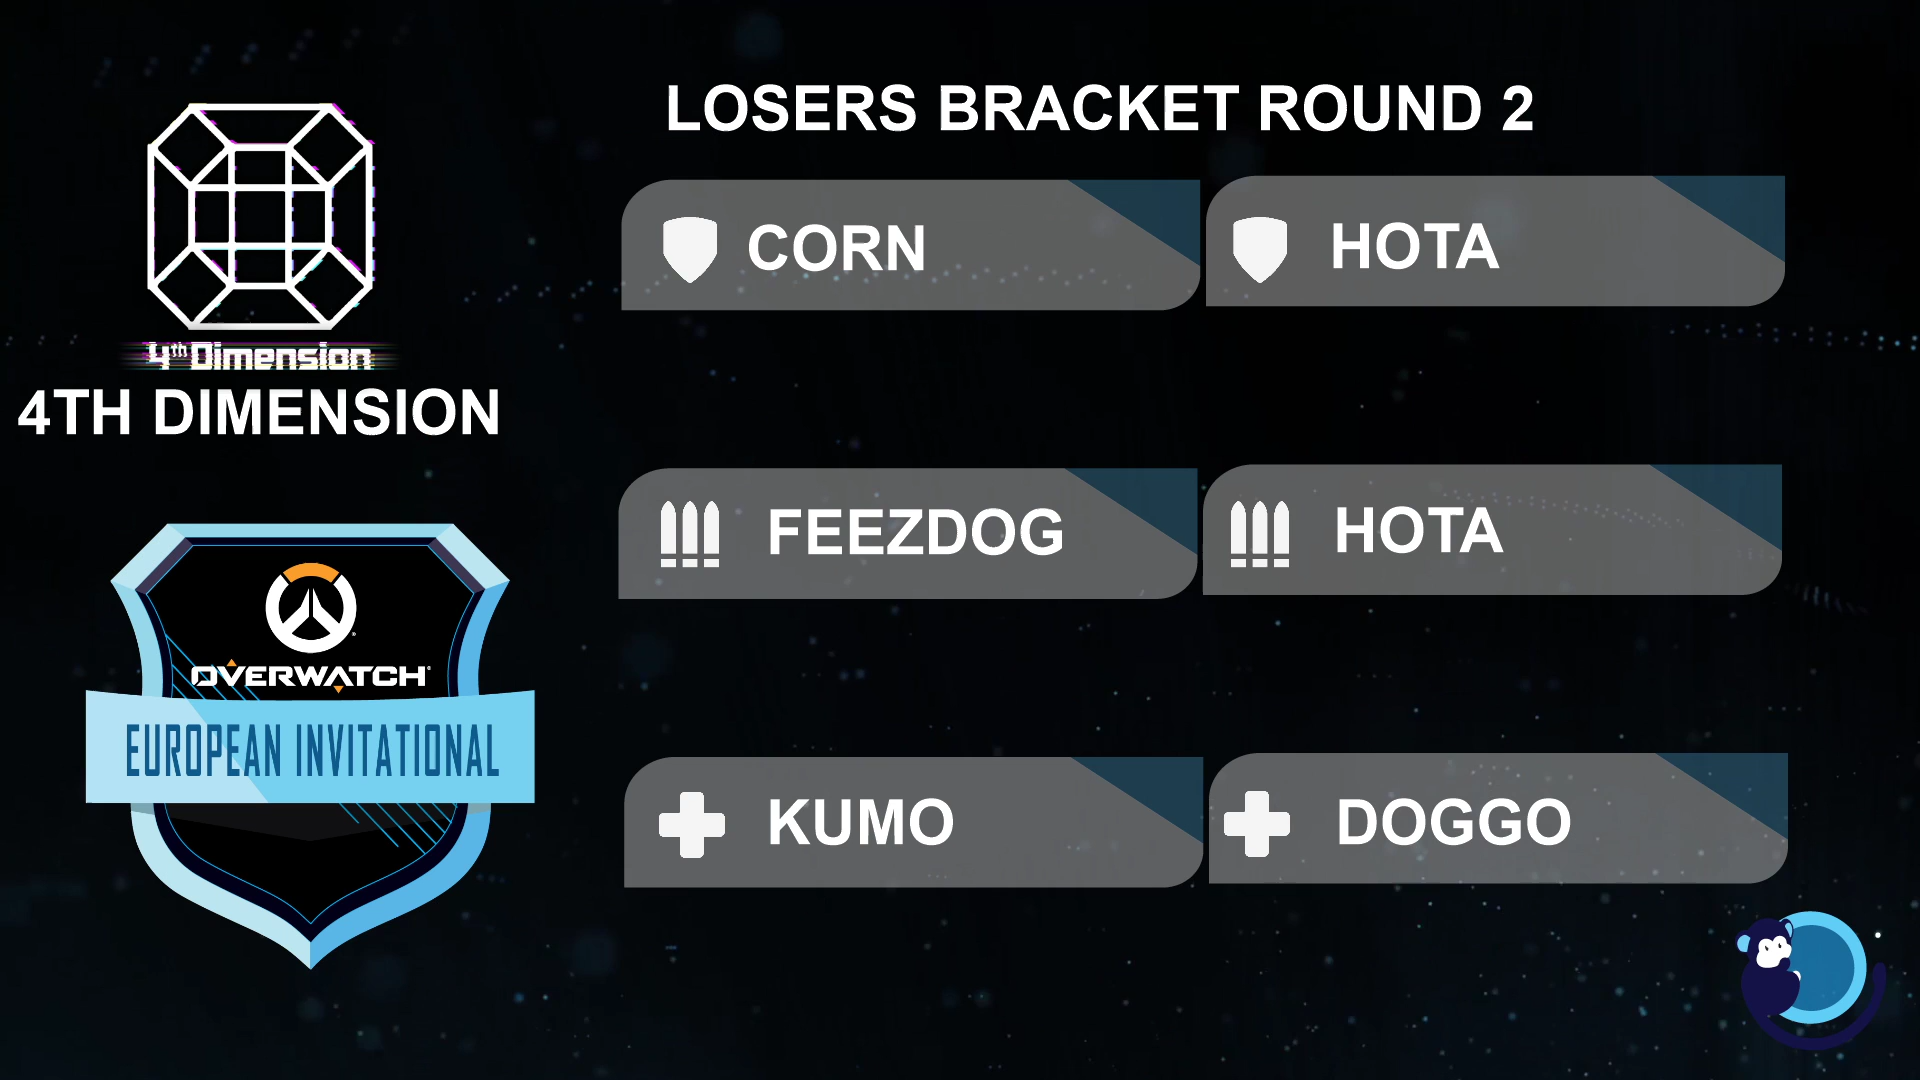 LOSERS BRACKET ROUND 2
4th Dimension
4TH DIMENSION
OVERWATCH
EUROPEAN INVITATIONAL
CORN
HOTA
FEEZDOG
HOTA
KUMO
DOGGO